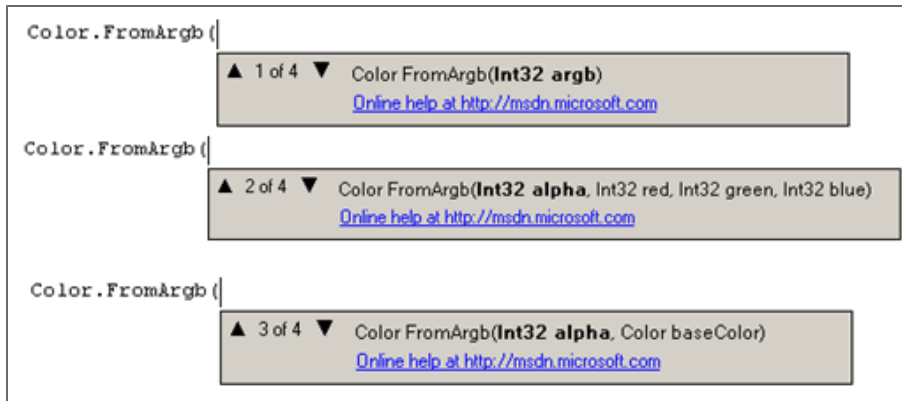 Color.FromArgb(
▲ 1 of 4 ▼ Color FromArgb(Int32 argb)
Online help at http://msdn.microsoft.com
Color.FromArgb(
▲ 2 of 4 ▼ Color FromArgb(Int32 alpha, Int32 red, Int32 green, Int32 blue)
Online help at http://msdn.microsoft.com
Color.FromArgb(
▲ 3 of 4 ▼ Color FromArgb(Int32 alpha, Color baseColor)
Online help at http://msdn.microsoft.com